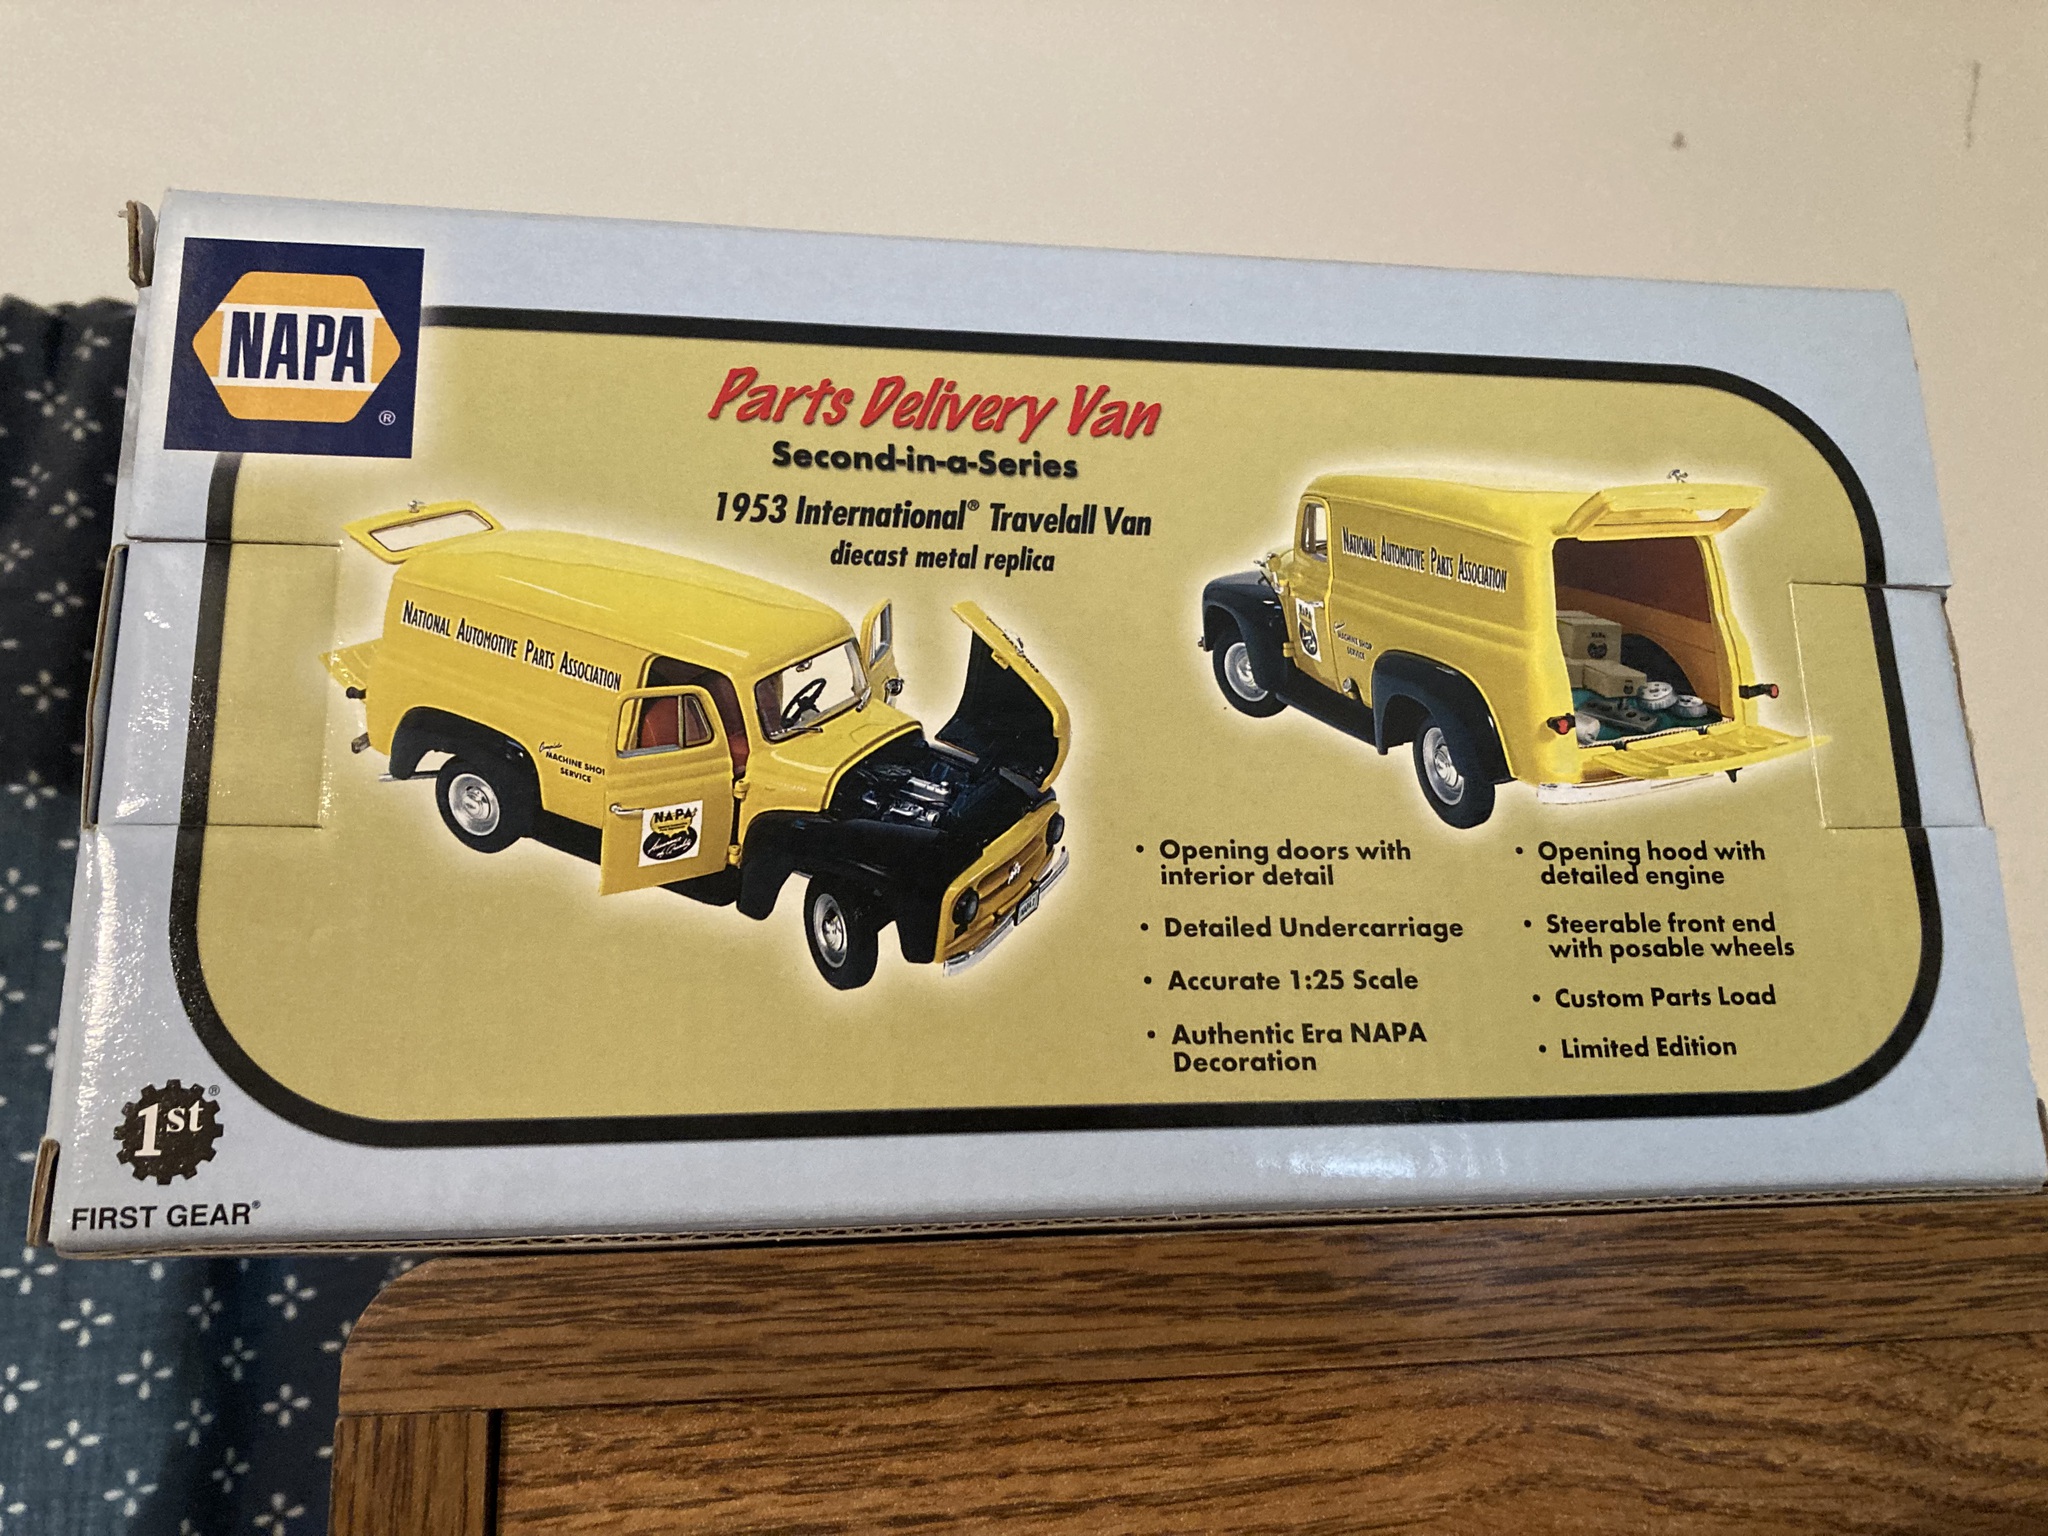 NAPA
®
Parts Delivery Van
Second-in-a-Series
1953 International® Travelall Van
diecast metal replica
NATIONAL AUTOMOTIVE PARTS ASSOCIATION
Complete
MACHINE SHOP
SERVICE
NAPA
NATIONAL AUTOMOTIVE PARTS ASSOCIATION
NAPA
Complete
MACHINE SHOP
SERVICE
• Opening doors with
interior detail
• Detailed Undercarriage
• Accurate 1:25 Scale
• Authentic Era NAPA
Decoration
• Opening hood with
detailed engine
• Steerable front end
with posable wheels
• Custom Parts Load
• Limited Edition
1st®
FIRST GEAR®